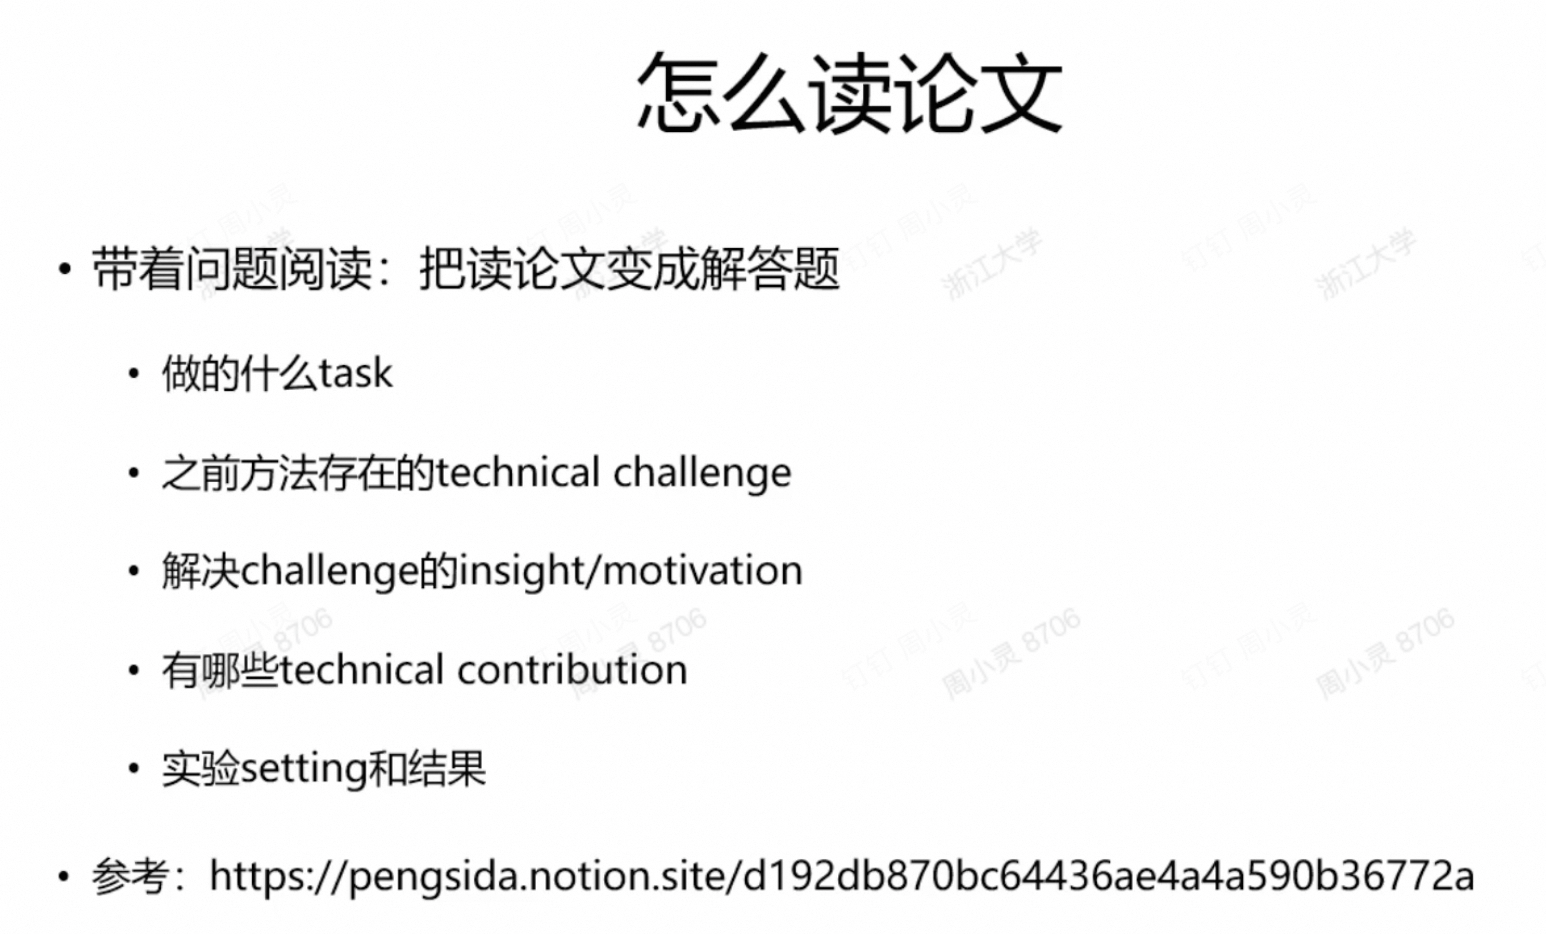 怎么读论文
• 带着问题阅读：把读论文变成解答题
• 做的什么task
• 之前方法存在的technical challenge
• 解决challenge的insight/motivation
• 有哪些technical contribution
• 实验setting和结果
• 参考：https://pengsida.notion.site/d192db870bc64436ae4a4a590b36772a
钉钉 周小灵
浙江大学
周小灵 8706